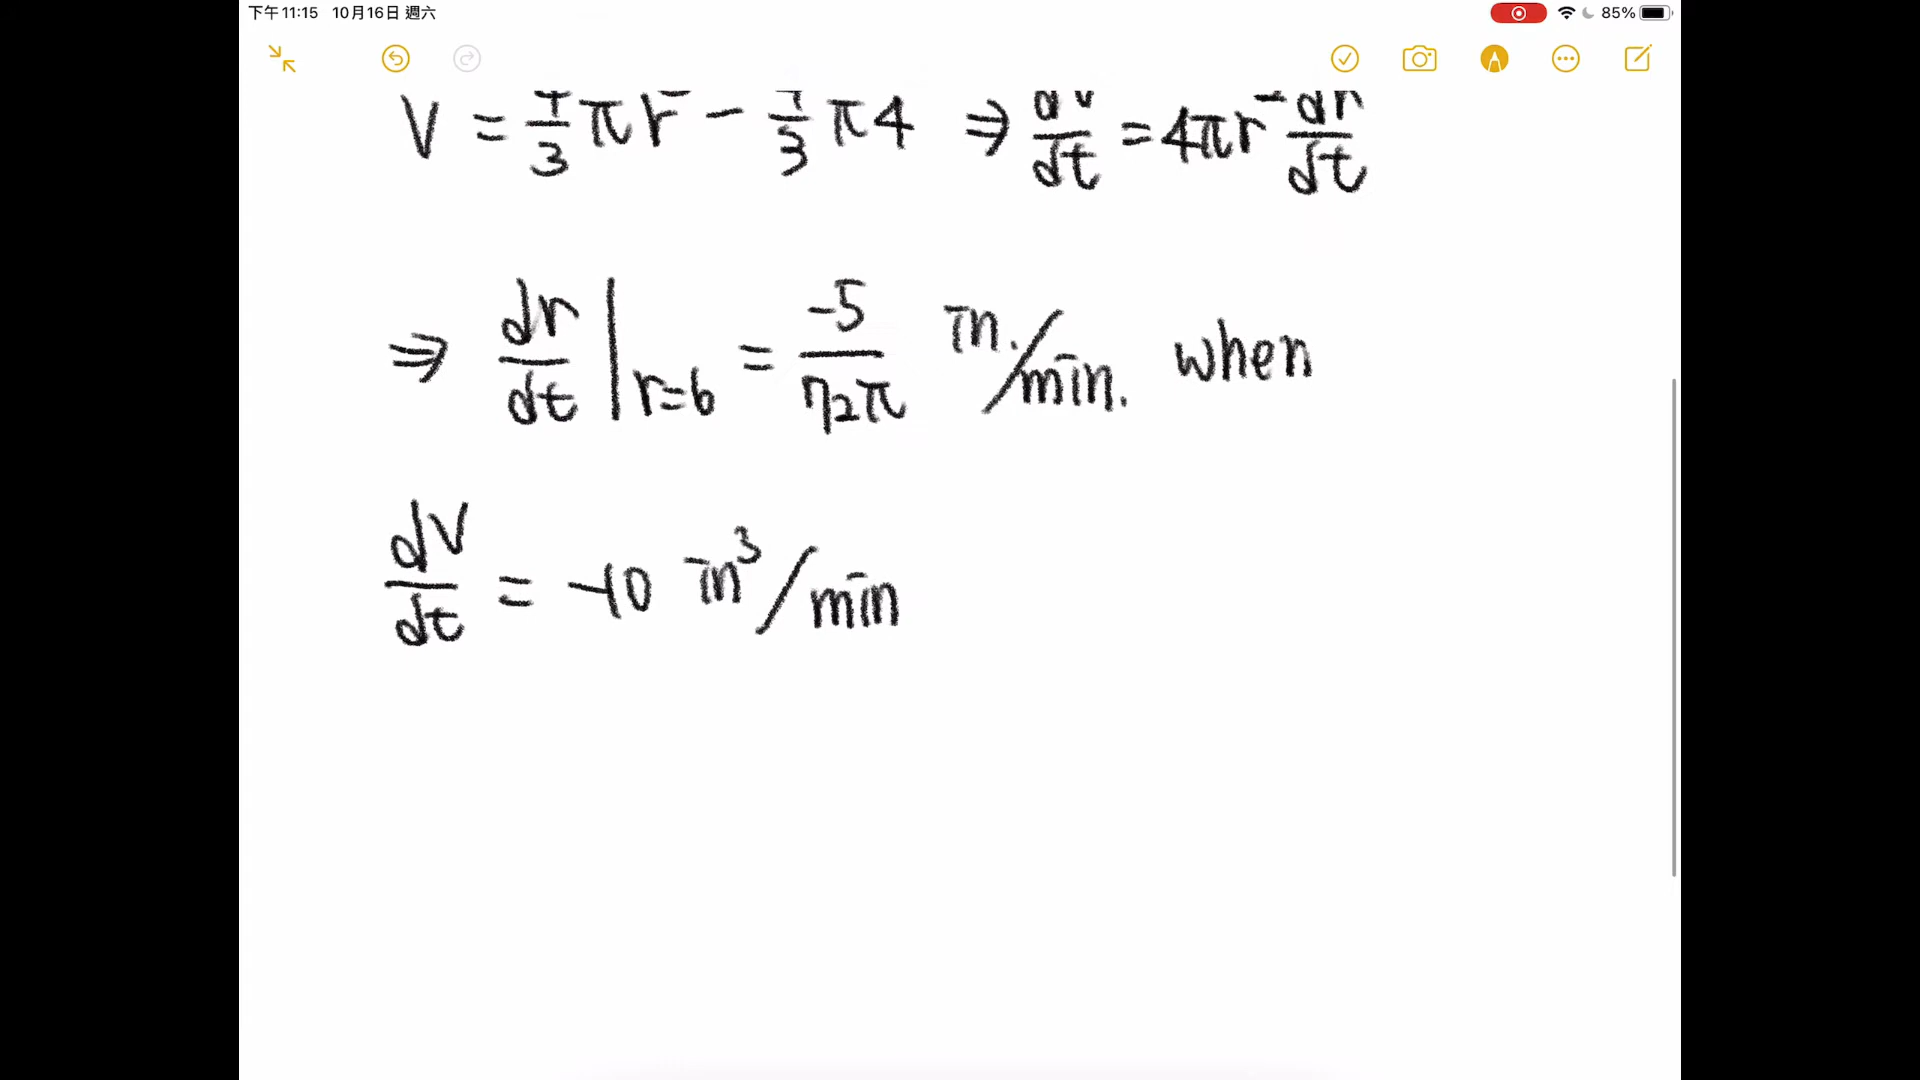 下午11:15 10月16日 週六 85%
V = 4/3 πr - 4/3 π4 ⇒ dV/dt = 4πr² dr/dt
⇒ dr/dt |r=6 = -5/72π in./min. when
dV/dt = -10 in³/min